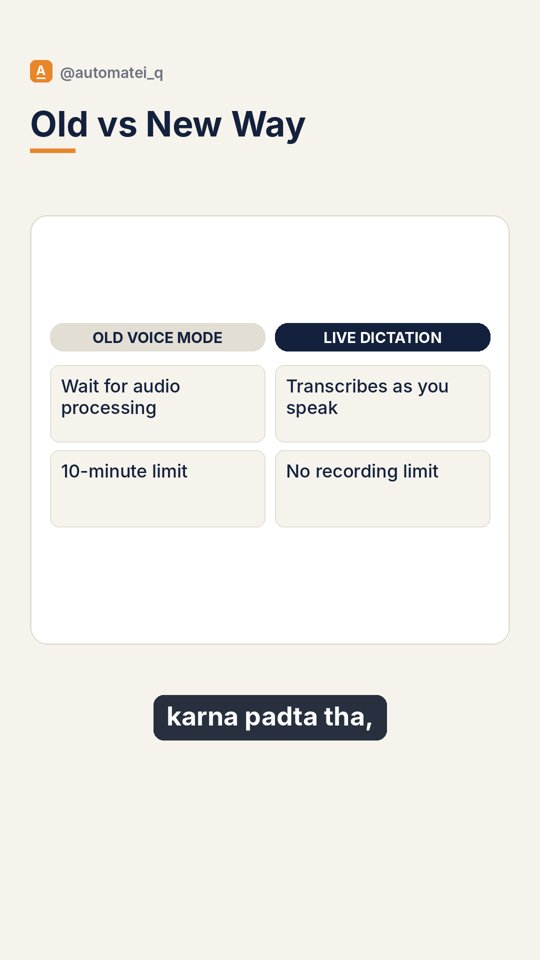 A
@automatei_q
Old vs New Way
OLD VOICE MODE
LIVE DICTATION
Wait for audio
processing
Transcribes as you
speak
10-minute limit
No recording limit
karna padta tha,